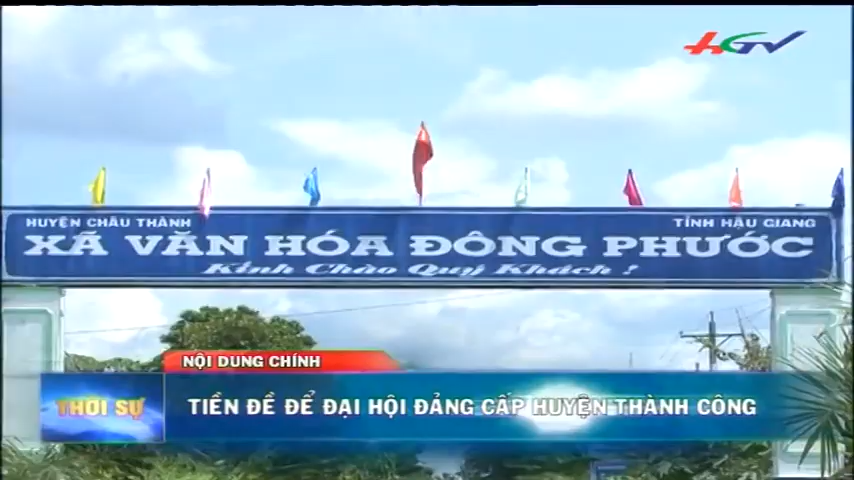 HGV
HUYỆN CHÂU THÀNH
TỈNH HẬU GIANG
XÃ VĂN HÓA ĐÔNG PHƯỚC
Kính Chào Quý Khách !
NỘI DUNG CHÍNH
THỜI SỰ
TIỀN ĐỀ ĐỂ ĐẠI HỘI ĐẢNG CẤP HUYỆN THÀNH CÔNG